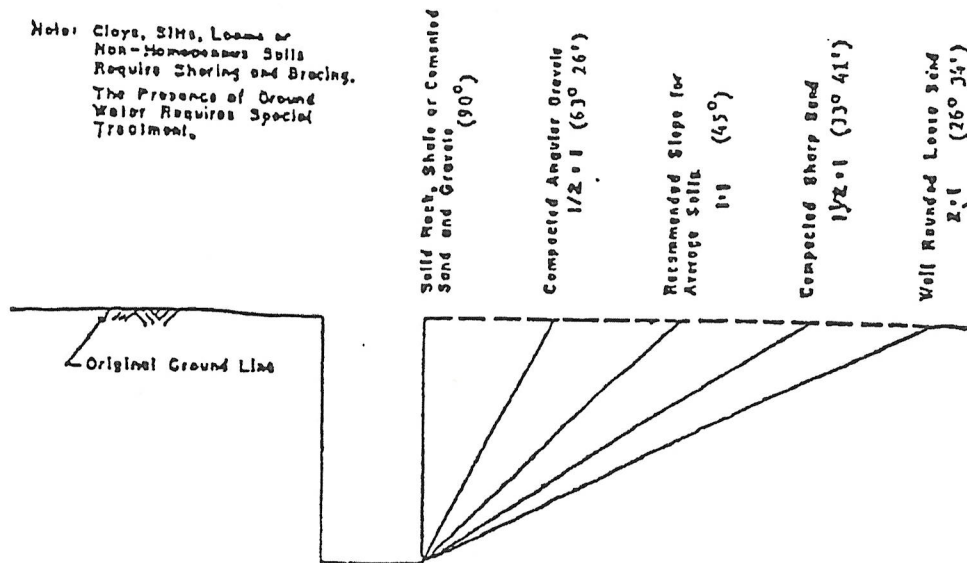 Note: Clays, Silts, Loams or
Non-Homogenous Soils
Require Shoring and Bracing.
The Presence of Ground
Water Requires Special
Treatment.
Solid Rock, Shale or Cemented
Sand and Gravels (90°)
Compacted Angular Gravels
1/2:1 (63° 26')
Recommended Slope for
Average Soils 1:1 (45°)
Compacted Sharp Sand
1 1/2:1 (33° 41')
Well Rounded Loose Sand
2:1 (26° 34')
Original Ground Line